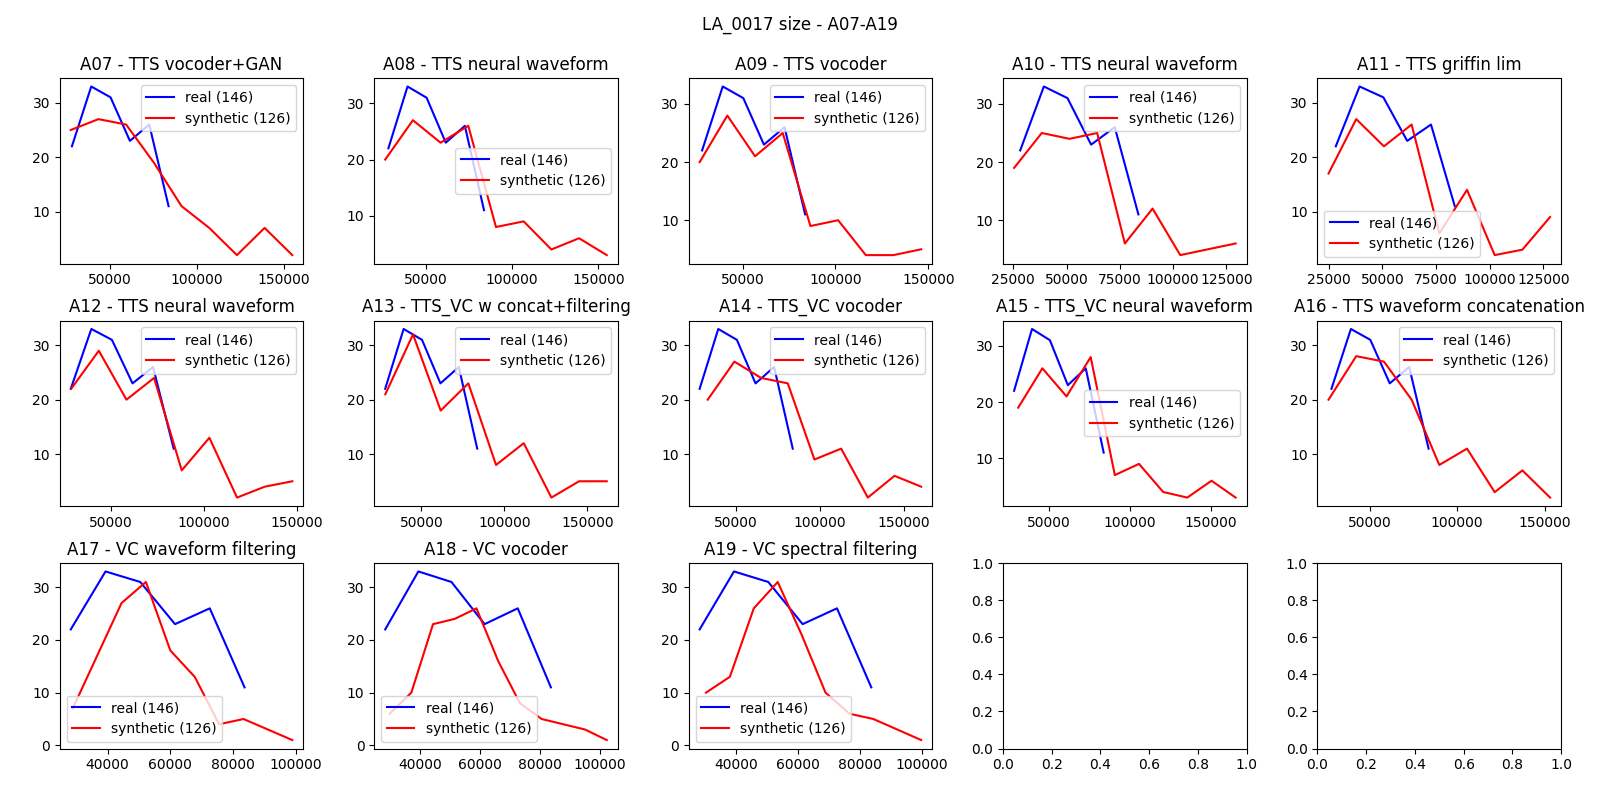 LA_0017 size - A07-A19
A07 - TTS vocoder+GAN
30
20
10
50000 100000 150000
real (146)
synthetic (126)
A08 - TTS neural waveform
30
20
10
50000 100000 150000
real (146)
synthetic (126)
A09 - TTS vocoder
30
20
10
50000 100000 150000
real (146)
synthetic (126)
A10 - TTS neural waveform
30
20
10
25000 50000 75000 100000 125000
real (146)
synthetic (126)
A11 - TTS griffin lim
30
20
10
25000 50000 75000 100000 125000
real (146)
synthetic (126)
A12 - TTS neural waveform
30
20
10
50000 100000 150000
real (146)
synthetic (126)
A13 - TTS_VC w concat+filtering
30
20
10
50000 100000 150000
real (146)
synthetic (126)
A14 - TTS_VC vocoder
30
20
10
50000 100000 150000
real (146)
synthetic (126)
A15 - TTS_VC neural waveform
30
20
10
50000 100000 150000
real (146)
synthetic (126)
A16 - TTS waveform concatenation
30
20
10
50000 100000 150000
real (146)
synthetic (126)
A17 - VC waveform filtering
30
20
10
0
40000 60000 80000 100000
real (146)
synthetic (126)
A18 - VC vocoder
30
20
10
0
40000 60000 80000 100000
real (146)
synthetic (126)
A19 - VC spectral filtering
30
20
10
0
40000 60000 80000 100000
real (146)
synthetic (126)
1.0
0.8
0.6
0.4
0.2
0.0
0.0 0.2 0.4 0.6 0.8 1.0
1.0
0.8
0.6
0.4
0.2
0.0
0.0 0.2 0.4 0.6 0.8 1.0